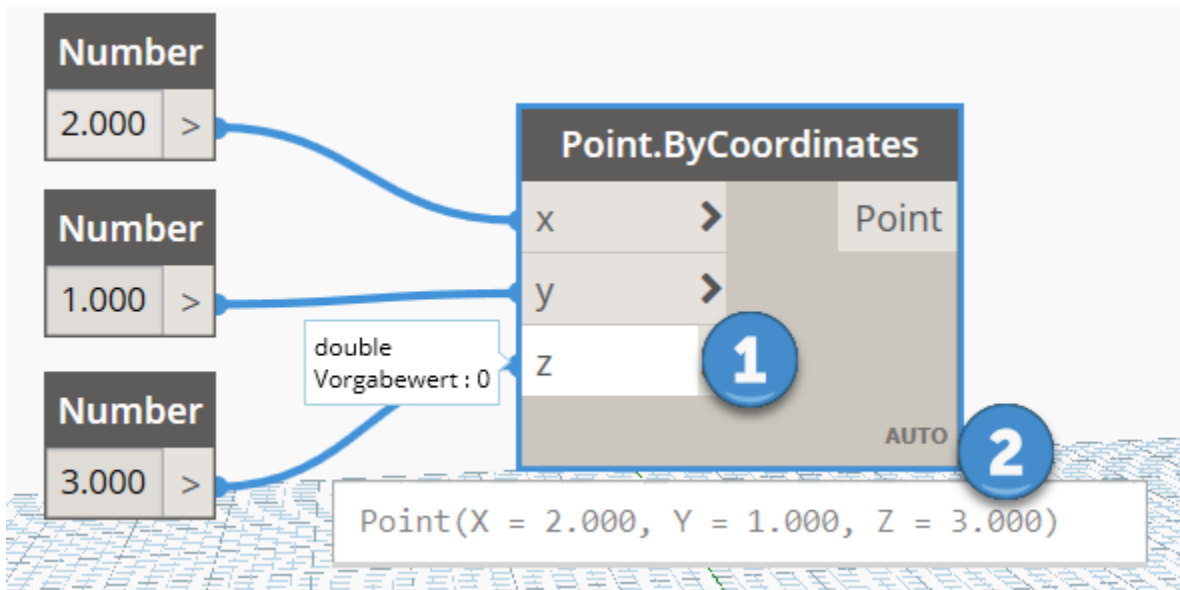 Number
2.000 >
Number
1.000 >
Number
3.000 >
Point.ByCoordinates
x
Point
y
z
double
Vorgabewert : 0
1
AUTO
2
Point(X = 2.000, Y = 1.000, Z = 3.000)